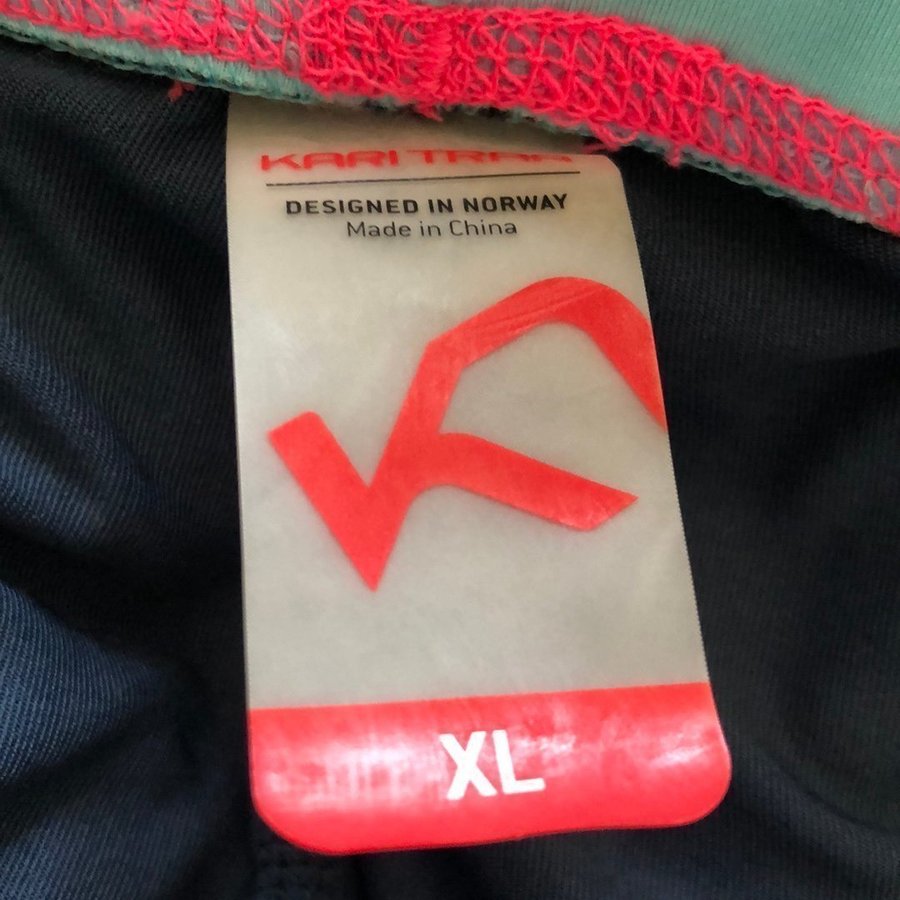 KARI TRAA
DESIGNED IN NORWAY
Made in China
XL